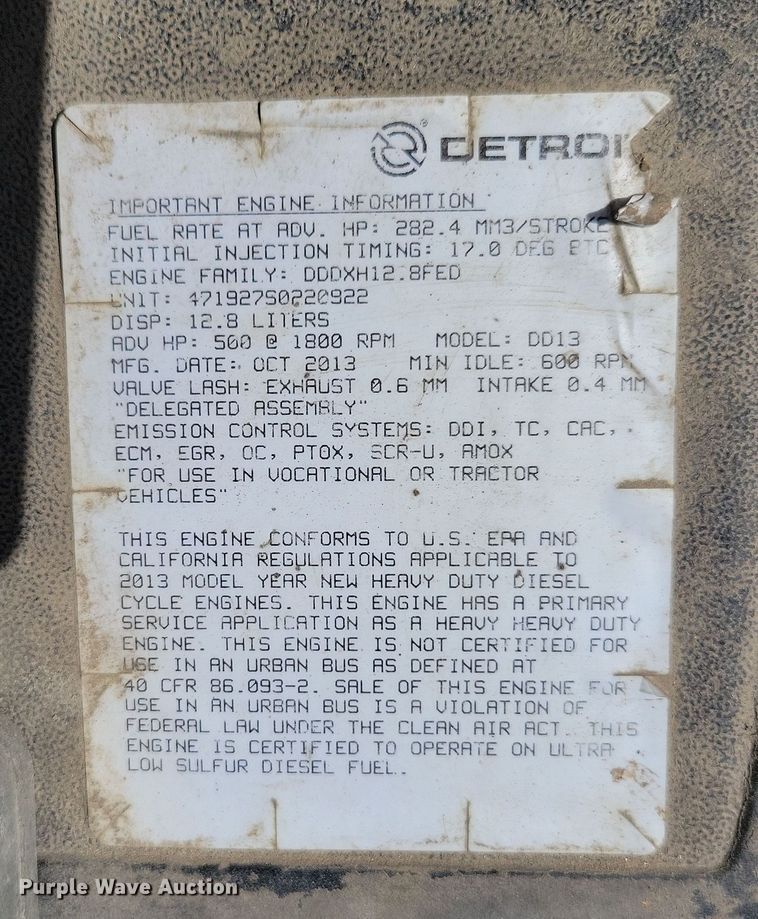 DETROI
IMPORTANT ENGINE INFORMATION
FUEL RATE AT ADV. HP: 282.4 MM3/STROKE
INITIAL INJECTION TIMING: 17.0 DEG BTC
ENGINE FAMILY: DDDXH12.8FED
UNIT: 471927S0220922
DISP: 12.8 LITERS
ADV HP: 500 @ 1800 RPM MODEL: DD13
MFG. DATE: OCT 2013 MIN IDLE: 600 RPM
VALVE LASH: EXHAUST 0.6 MM INTAKE 0.4 MM
"DELEGATED ASSEMBLY"
EMISSION CONTROL SYSTEMS: DDI, TC, CAC,
ECM, EGR, OC, PTOX, SCR-U, AMOX
"FOR USE IN VOCATIONAL OR TRACTOR
VEHICLES"
THIS ENGINE CONFORMS TO U.S. EPA AND
CALIFORNIA REGULATIONS APPLICABLE TO
2013 MODEL YEAR NEW HEAVY DUTY DIESEL
CYCLE ENGINES. THIS ENGINE HAS A PRIMARY
SERVICE APPLICATION AS A HEAVY HEAVY DUTY
ENGINE. THIS ENGINE IS NOT CERTIFIED FOR
USE IN AN URBAN BUS AS DEFINED AT
40 CFR 86.093-2. SALE OF THIS ENGINE FOR
USE IN AN URBAN BUS IS A VIOLATION OF
FEDERAL LAW UNDER THE CLEAN AIR ACT. THIS
ENGINE IS CERTIFIED TO OPERATE ON ULTRA
LOW SULFUR DIESEL FUEL.
Purple Wave Auction